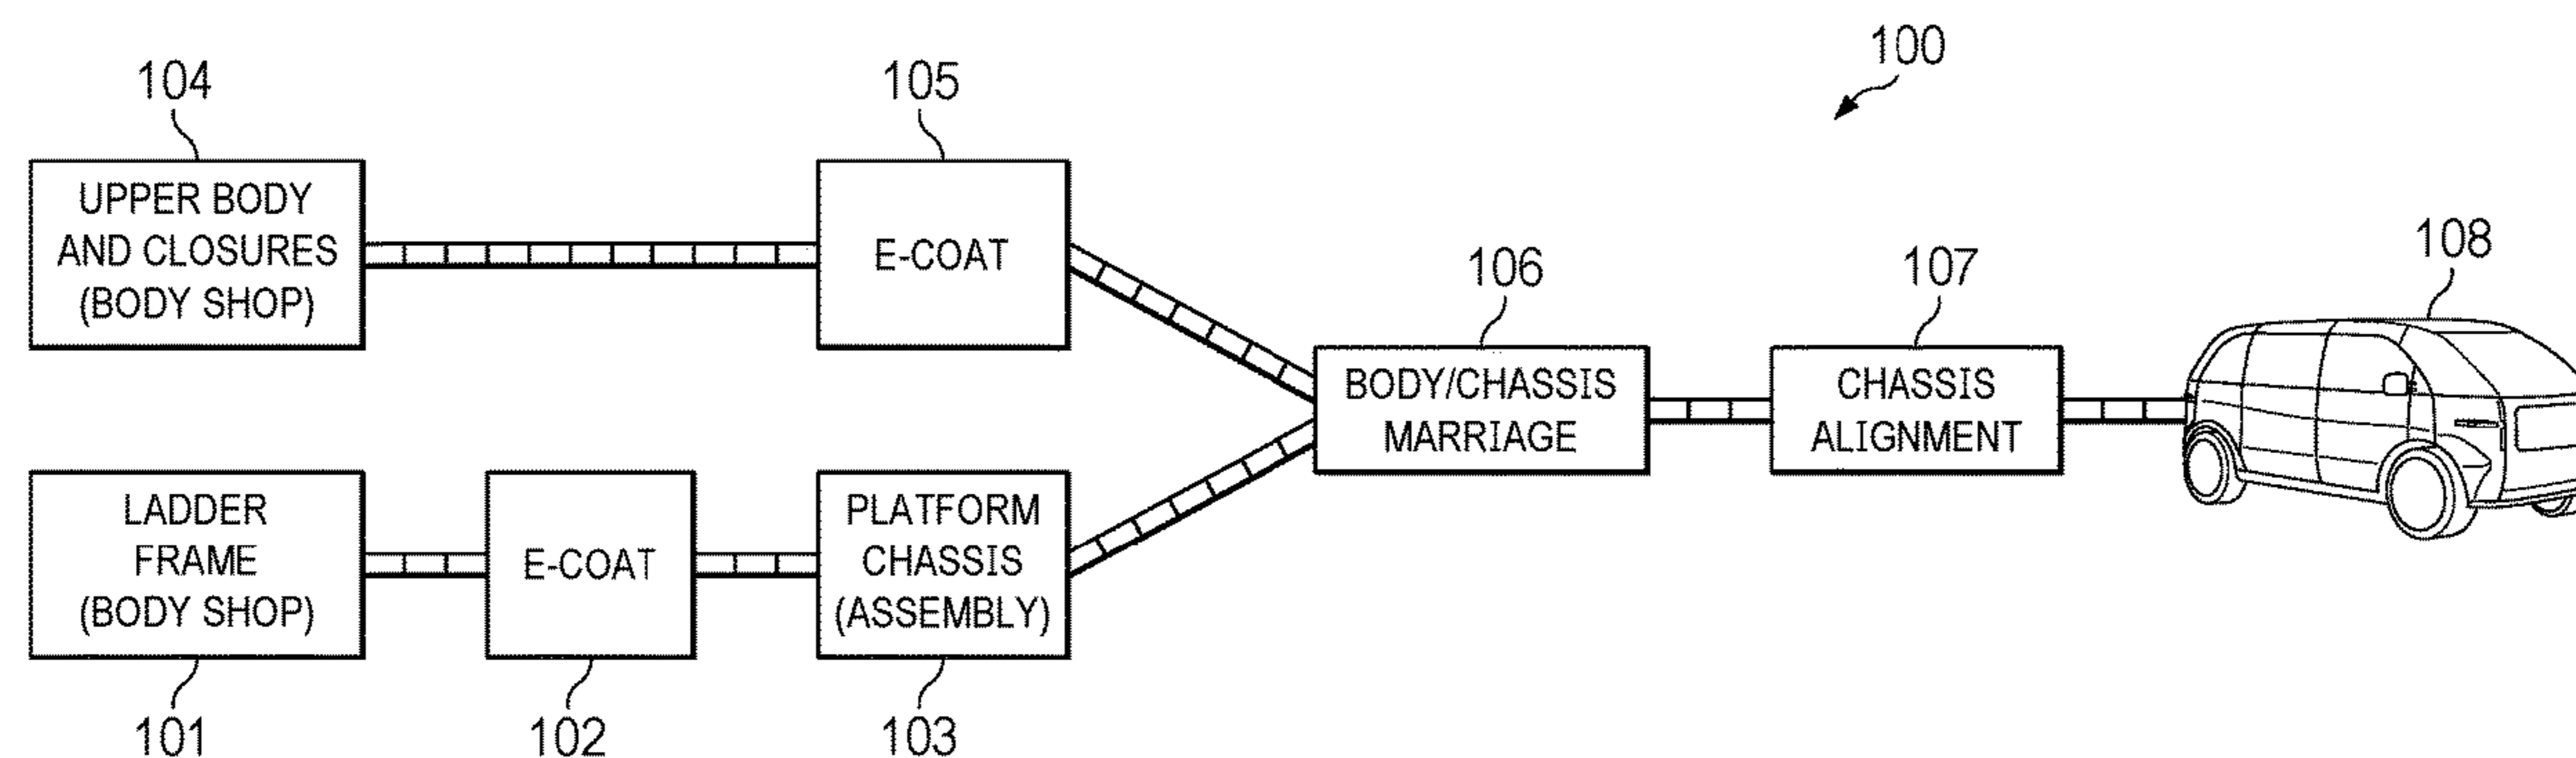 100
104
105
UPPER BODY
AND CLOSURES
(BODY SHOP)
E-COAT
106
107
108
BODY/CHASSIS
MARRIAGE
CHASSIS
ALIGNMENT
LADDER
FRAME
(BODY SHOP)
E-COAT
PLATFORM
CHASSIS
(ASSEMBLY)
101
102
103